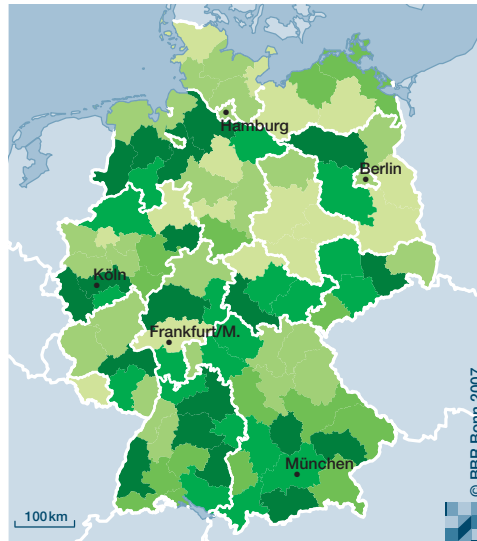 Hamburg
Berlin
Köln
Frankfurt/M.
München
100 km
© BBR Bonn 2007